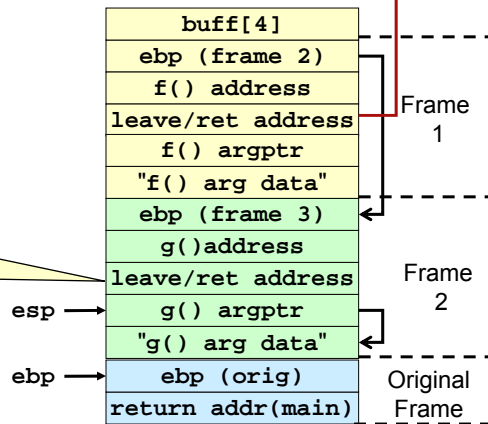 buff[4]
ebp (frame 2)
f() address
leave/ret address
f() argptr
"f() arg data"
Frame
1
ebp (frame 3)
g()address
leave/ret address
esp
g() argptr
"g() arg data"
Frame
2
ebp
ebp (orig)
return addr(main)
Original
Frame